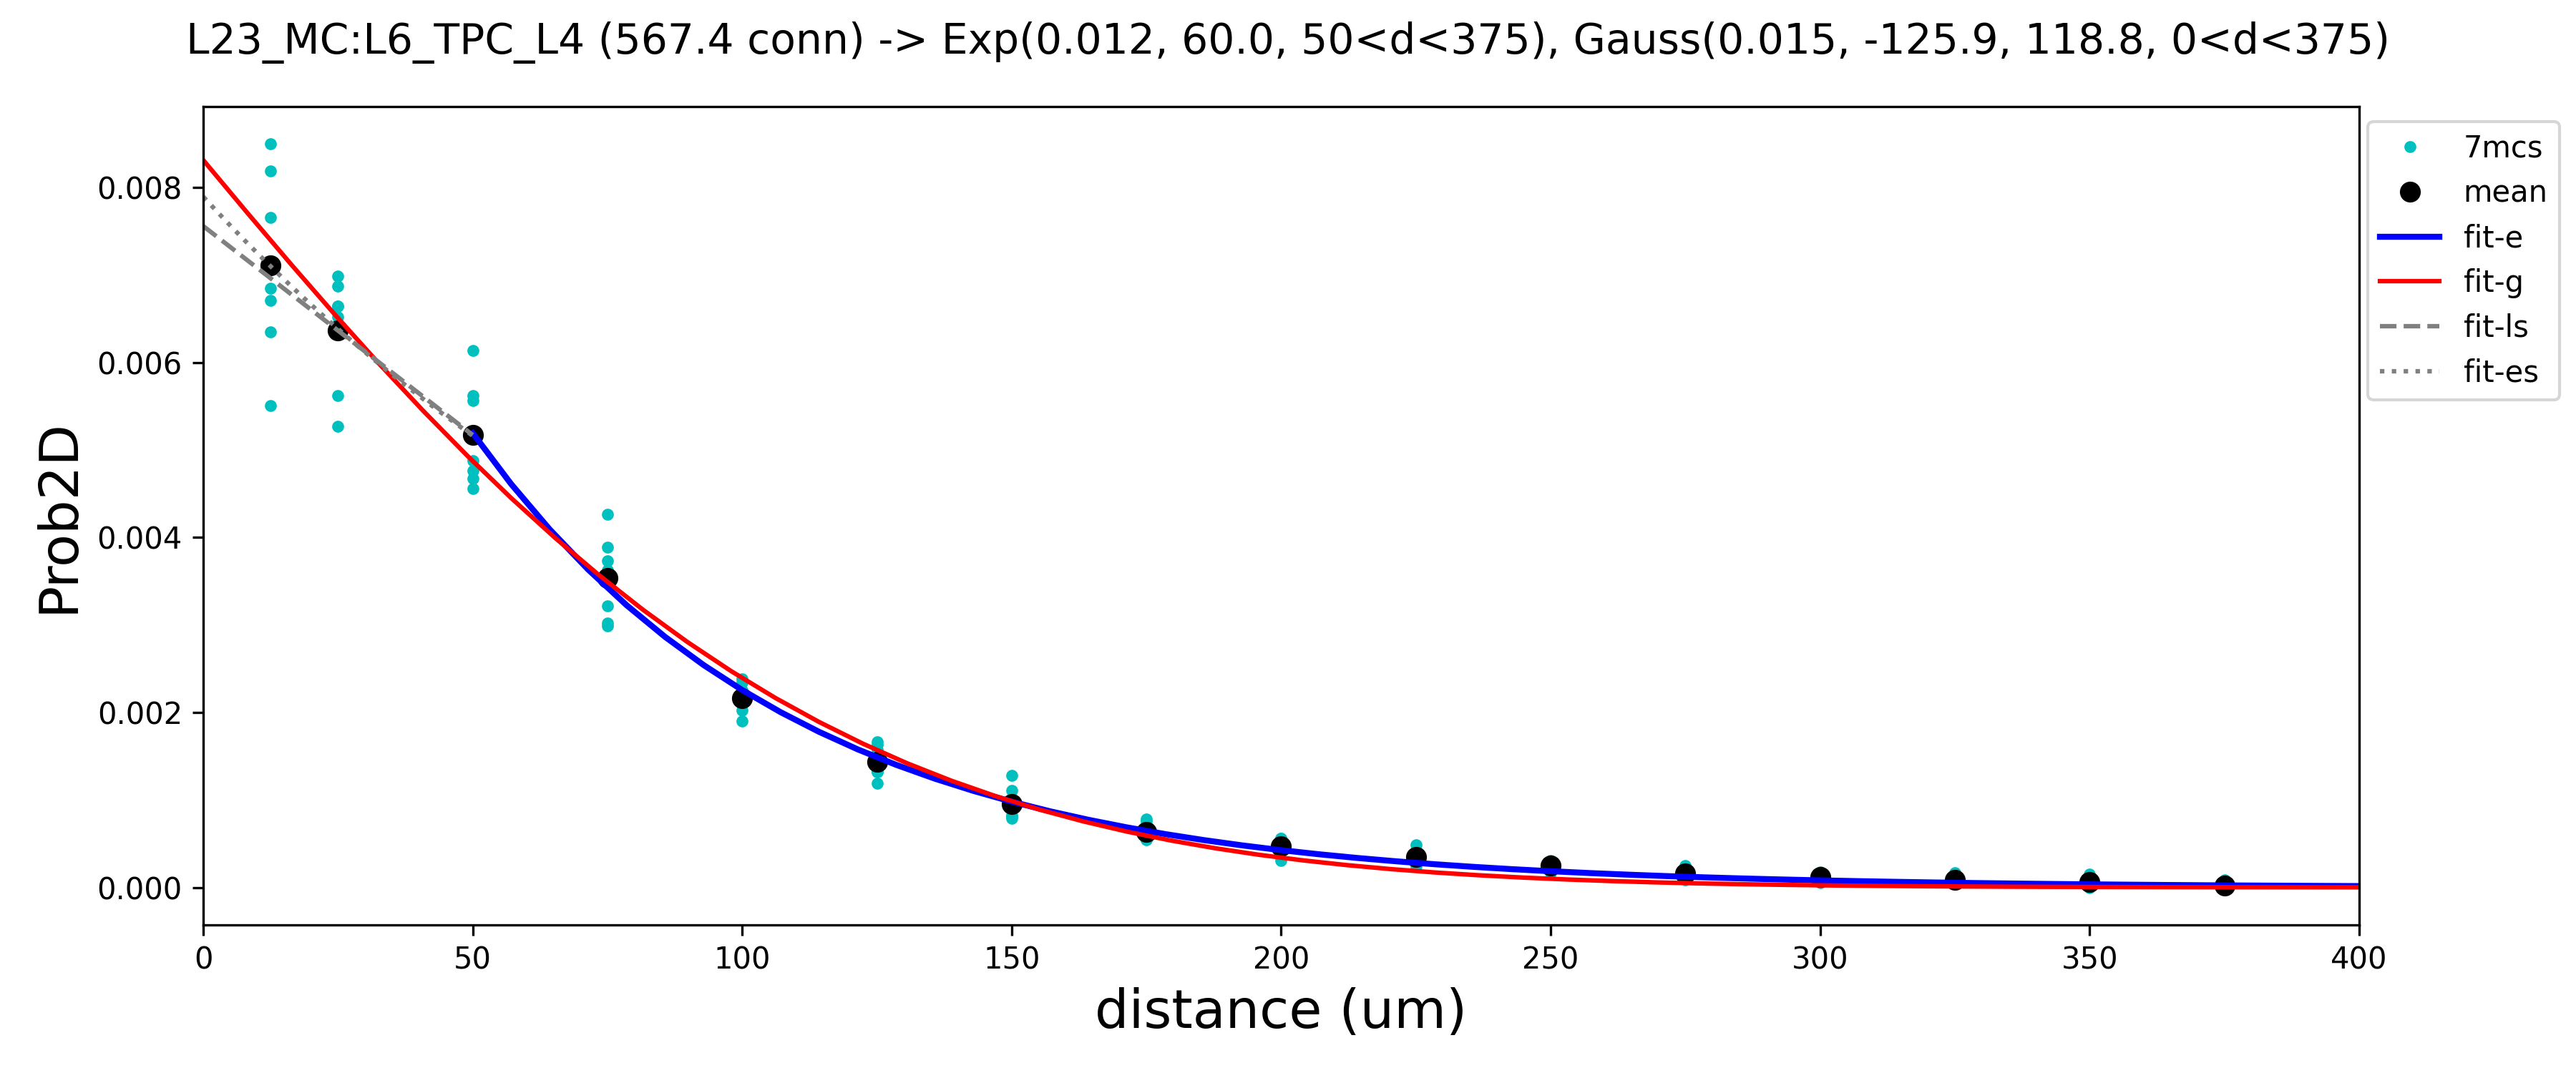 L23_MC:L6_TPC_L4 (567.4 conn) -> Exp(0.012, 60.0, 50<d<375), Gauss(0.015, -125.9, 118.8, 0<d<375)
7mcs
mean
fit-e
fit-g
fit-ls
fit-es
Prob2D
0.008
0.006
0.004
0.002
0.000
0 50 100 150 200 250 300 350 400
distance (um)